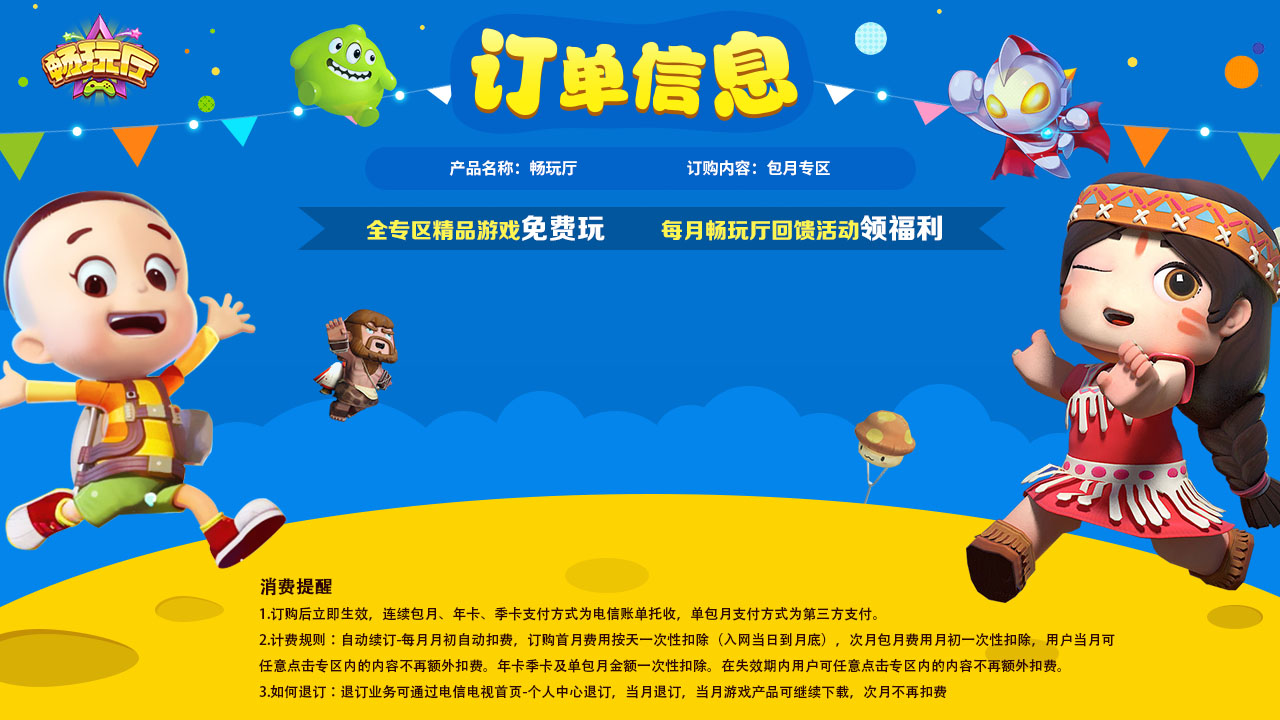 畅玩厅
订单信息
产品名称：畅玩厅 订购内容：包月专区
全专区精品游戏免费玩 每月畅玩厅回馈活动领福利
消费提醒
1.订购后立即生效，连续包月、年卡、季卡支付方式为电信账单托收，单包月支付方式为第三方支付。
2.计费规则：自动续订-每月月初自动扣费，订购首月费用按天一次性扣除（入网当日到月底），次月包月费用月初一次性扣除，用户当月可
任意点击专区内的内容不再额外扣费。年卡季卡及单包月金额一次性扣除。在失效期内用户可任意点击专区内的内容不再额外扣费。
3.如何退订：退订业务可通过电信电视首页-个人中心退订，当月退订，当月游戏产品可继续下载，次月不再扣费